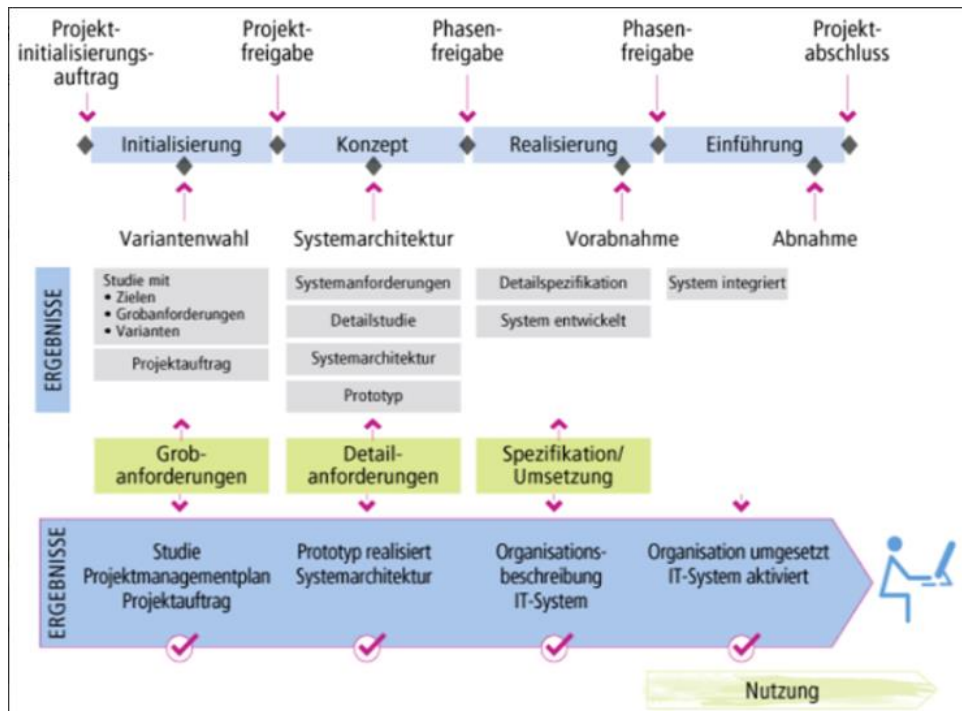 Projekt-
initialisierungs-
auftrag
Projekt-
freigabe
Phasen-
freigabe
Phasen-
freigabe
Projekt-
abschluss
Initialisierung
Konzept
Realisierung
Einführung
Variantenwahl
Systemarchitektur
Vorabnahme
Abnahme
ERGEBNISSE
Studie mit
• Zielen
• Grobanforderungen
• Varianten
Projektauftrag
Systemanforderungen
Detailstudie
Systemarchitektur
Prototyp
Detailspezifikation
System entwickelt
System integriert
Grob-
anforderungen
Detail-
anforderungen
Spezifikation/
Umsetzung
ERGEBNISSE
Studie
Projektmanagementplan
Projektauftrag
Prototyp realisiert
Systemarchitektur
Organisations-
beschreibung
IT-System
Organisation umgesetzt
IT-System aktiviert
Nutzung